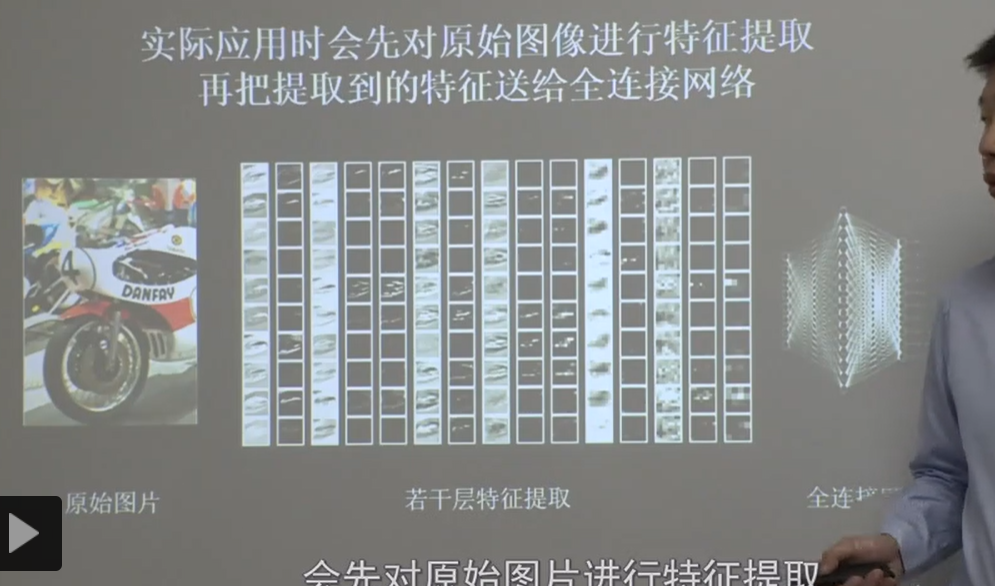 实际应用时会先对原始图像进行特征提取
再把提取到的特征送给全连接网络
4
DANFAY
原始图片
若干层特征提取
全连接
会先对原始图片进行特征提取